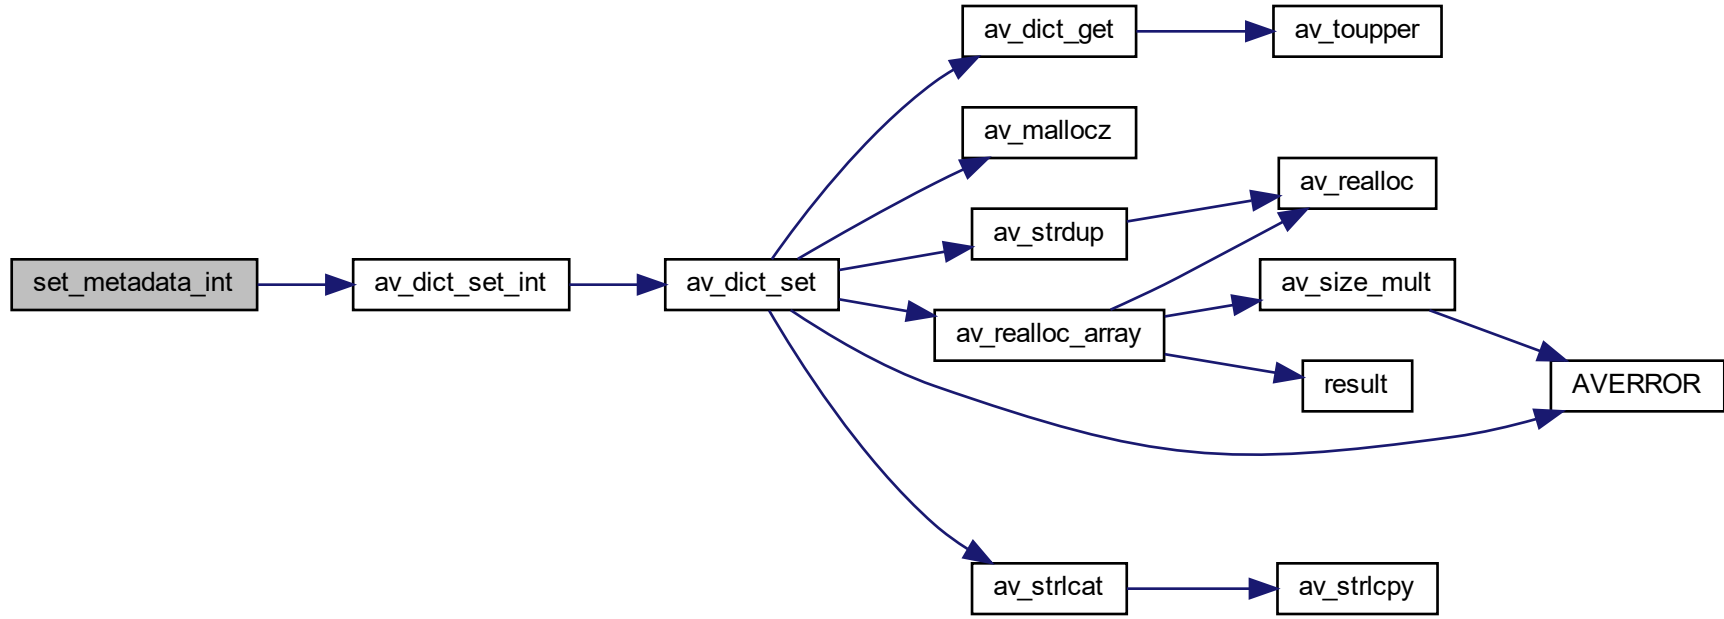 set_metadata_int
av_dict_set_int
av_dict_set
av_dict_get
av_toupper
av_mallocz
av_strdup
av_realloc
av_realloc_array
av_size_mult
result
AVERROR
av_strlcat
av_strlcpy